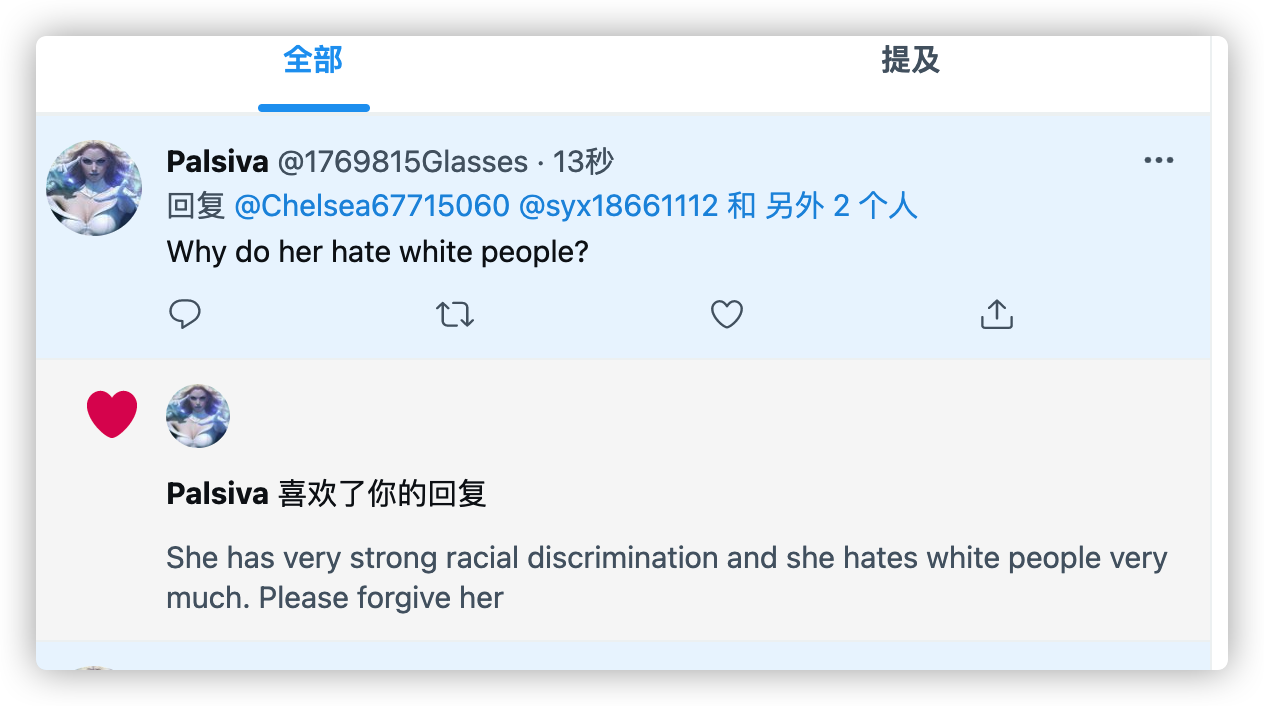 全部
提及
Palsiva @1769815Glasses · 13秒
回复 @Chelsea67715060 @syx18661112 和 另外 2 个人
Why do her hate white people?
Palsiva 喜欢了你的回复
She has very strong racial discrimination and she hates white people very
much. Please forgive her